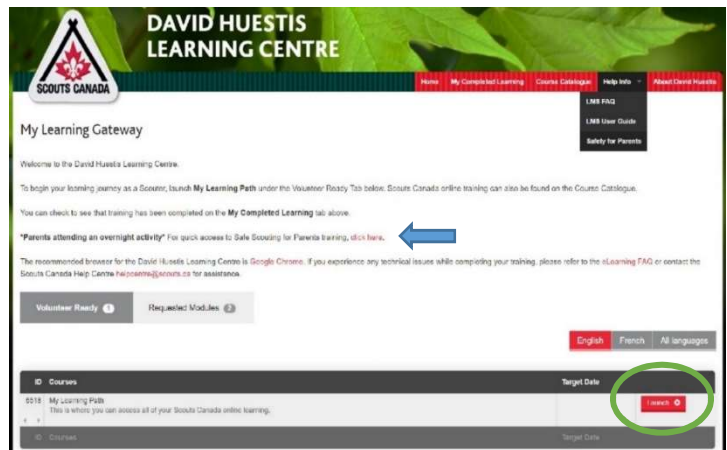 DAVID HUESTIS
LEARNING CENTRE
SCOUTS CANADA
Home My Completed Learning Course Catalogue Help Info About David Huestis
LMS FAQ
LMS User Guide
Safety for Parents
My Learning Gateway
Welcome to the David Huestis Learning Centre.
To begin your learning journey as a Scouter, launch My Learning Path under the Volunteer Ready Tab below. Scouts Canada online training can also be found on the Course Catalogue.
You can check to see that training has been completed on the My Completed Learning tab above.
*Parents attending an overnight activity* For quick access to Safe Scouting for Parents training, click here.
The recommended browser for the David Huestis Learning Centre is Google Chrome. If you experience any technical issues while completing your training, please refer to the eLearning FAQ or contact the
Scouts Canada Help Centre helpcentre@scouts.ca for assistance.
Volunteer Ready 1 Requested Modules 2
English French All languages
ID Courses Target Date
6518 My Learning Path Launch
This is where you can access all of your Scouts Canada online learning.
ID Courses Target Date